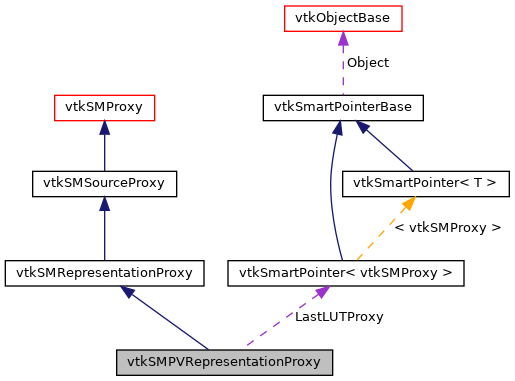 vtkObjectBase
Object
vtkSMProxy
vtkSmartPointerBase
vtkSMSourceProxy
vtkSmartPointer< T >
< vtkSMProxy >
vtkSMRepresentationProxy
vtkSmartPointer< vtkSMProxy >
LastLUTProxy
vtkSMPVRepresentationProxy